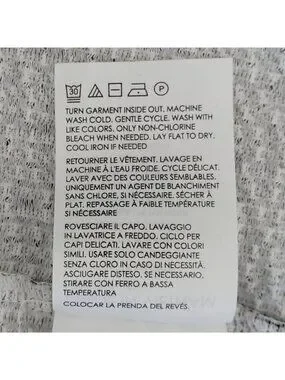 30
P
TURN GARMENT INSIDE OUT. MACHINE
WASH COLD. GENTLE CYCLE. WASH WITH
LIKE COLORS. ONLY NON-CHLORINE
BLEACH WHEN NEEDED. LAY FLAT TO DRY.
COOL IRON IF NEEDED
RETOURNER LE VÊTEMENT. LAVAGE EN
MACHINE À L'EAU FROIDE. CYCLE DÉLICAT.
LAVER AVEC DES COULEURS SEMBLABLES.
UNIQUEMENT UN AGENT DE BLANCHIMENT
SANS CHLORE, SI NÉCESSAIRE. SÉCHER À
PLAT. REPASSAGE À FAIBLE TEMPÉRATURE
SI NÉCESSAIRE
ROVESCIARE IL CAPO. LAVAGGIO
IN LAVATRICE A FREDDO. CICLO PER
CAPI DELICATI. LAVARE CON COLORI
SIMILI. USARE SOLO CANDEGGIANTE
SENZA CLORO IN CASO DI NECESSITÀ.
ASCIUGARE DISTESO. SE NECESSARIO,
STIRARE CON FERRO A BASSA
TEMPERATURA
COLOCAR LA PRENDA DEL REVÉS.